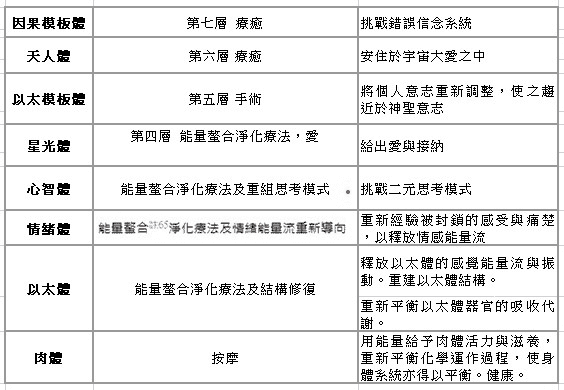 因果模板體 第七層 療癒 挑戰錯誤信念系統
天人體 第六層 療癒 安住於宇宙大愛之中
以太模板體 第五層 手術 將個人意志重新調整，使之趨
近於神聖意志
星光體 第四層 能量螯合淨化療法，愛 給出愛與接納
心智體 能量螯合淨化療法及重組思考模式 挑戰二元思考模式
情緒體 能量螯合註65淨化療法及情緒能量流重新導向 重新經驗被封鎖的感受與痛楚
，以釋放情感能量流
以太體 能量螯合淨化療法及結構修復 釋放以太體的感覺能量流與振
動。重建以太體結構。
重新平衡以太體器官的吸收代
謝。
肉體 按摩 用能量給予肉體活力與滋養，
重新平衡化學運作過程，使身
體系統亦得以平衡。健康。